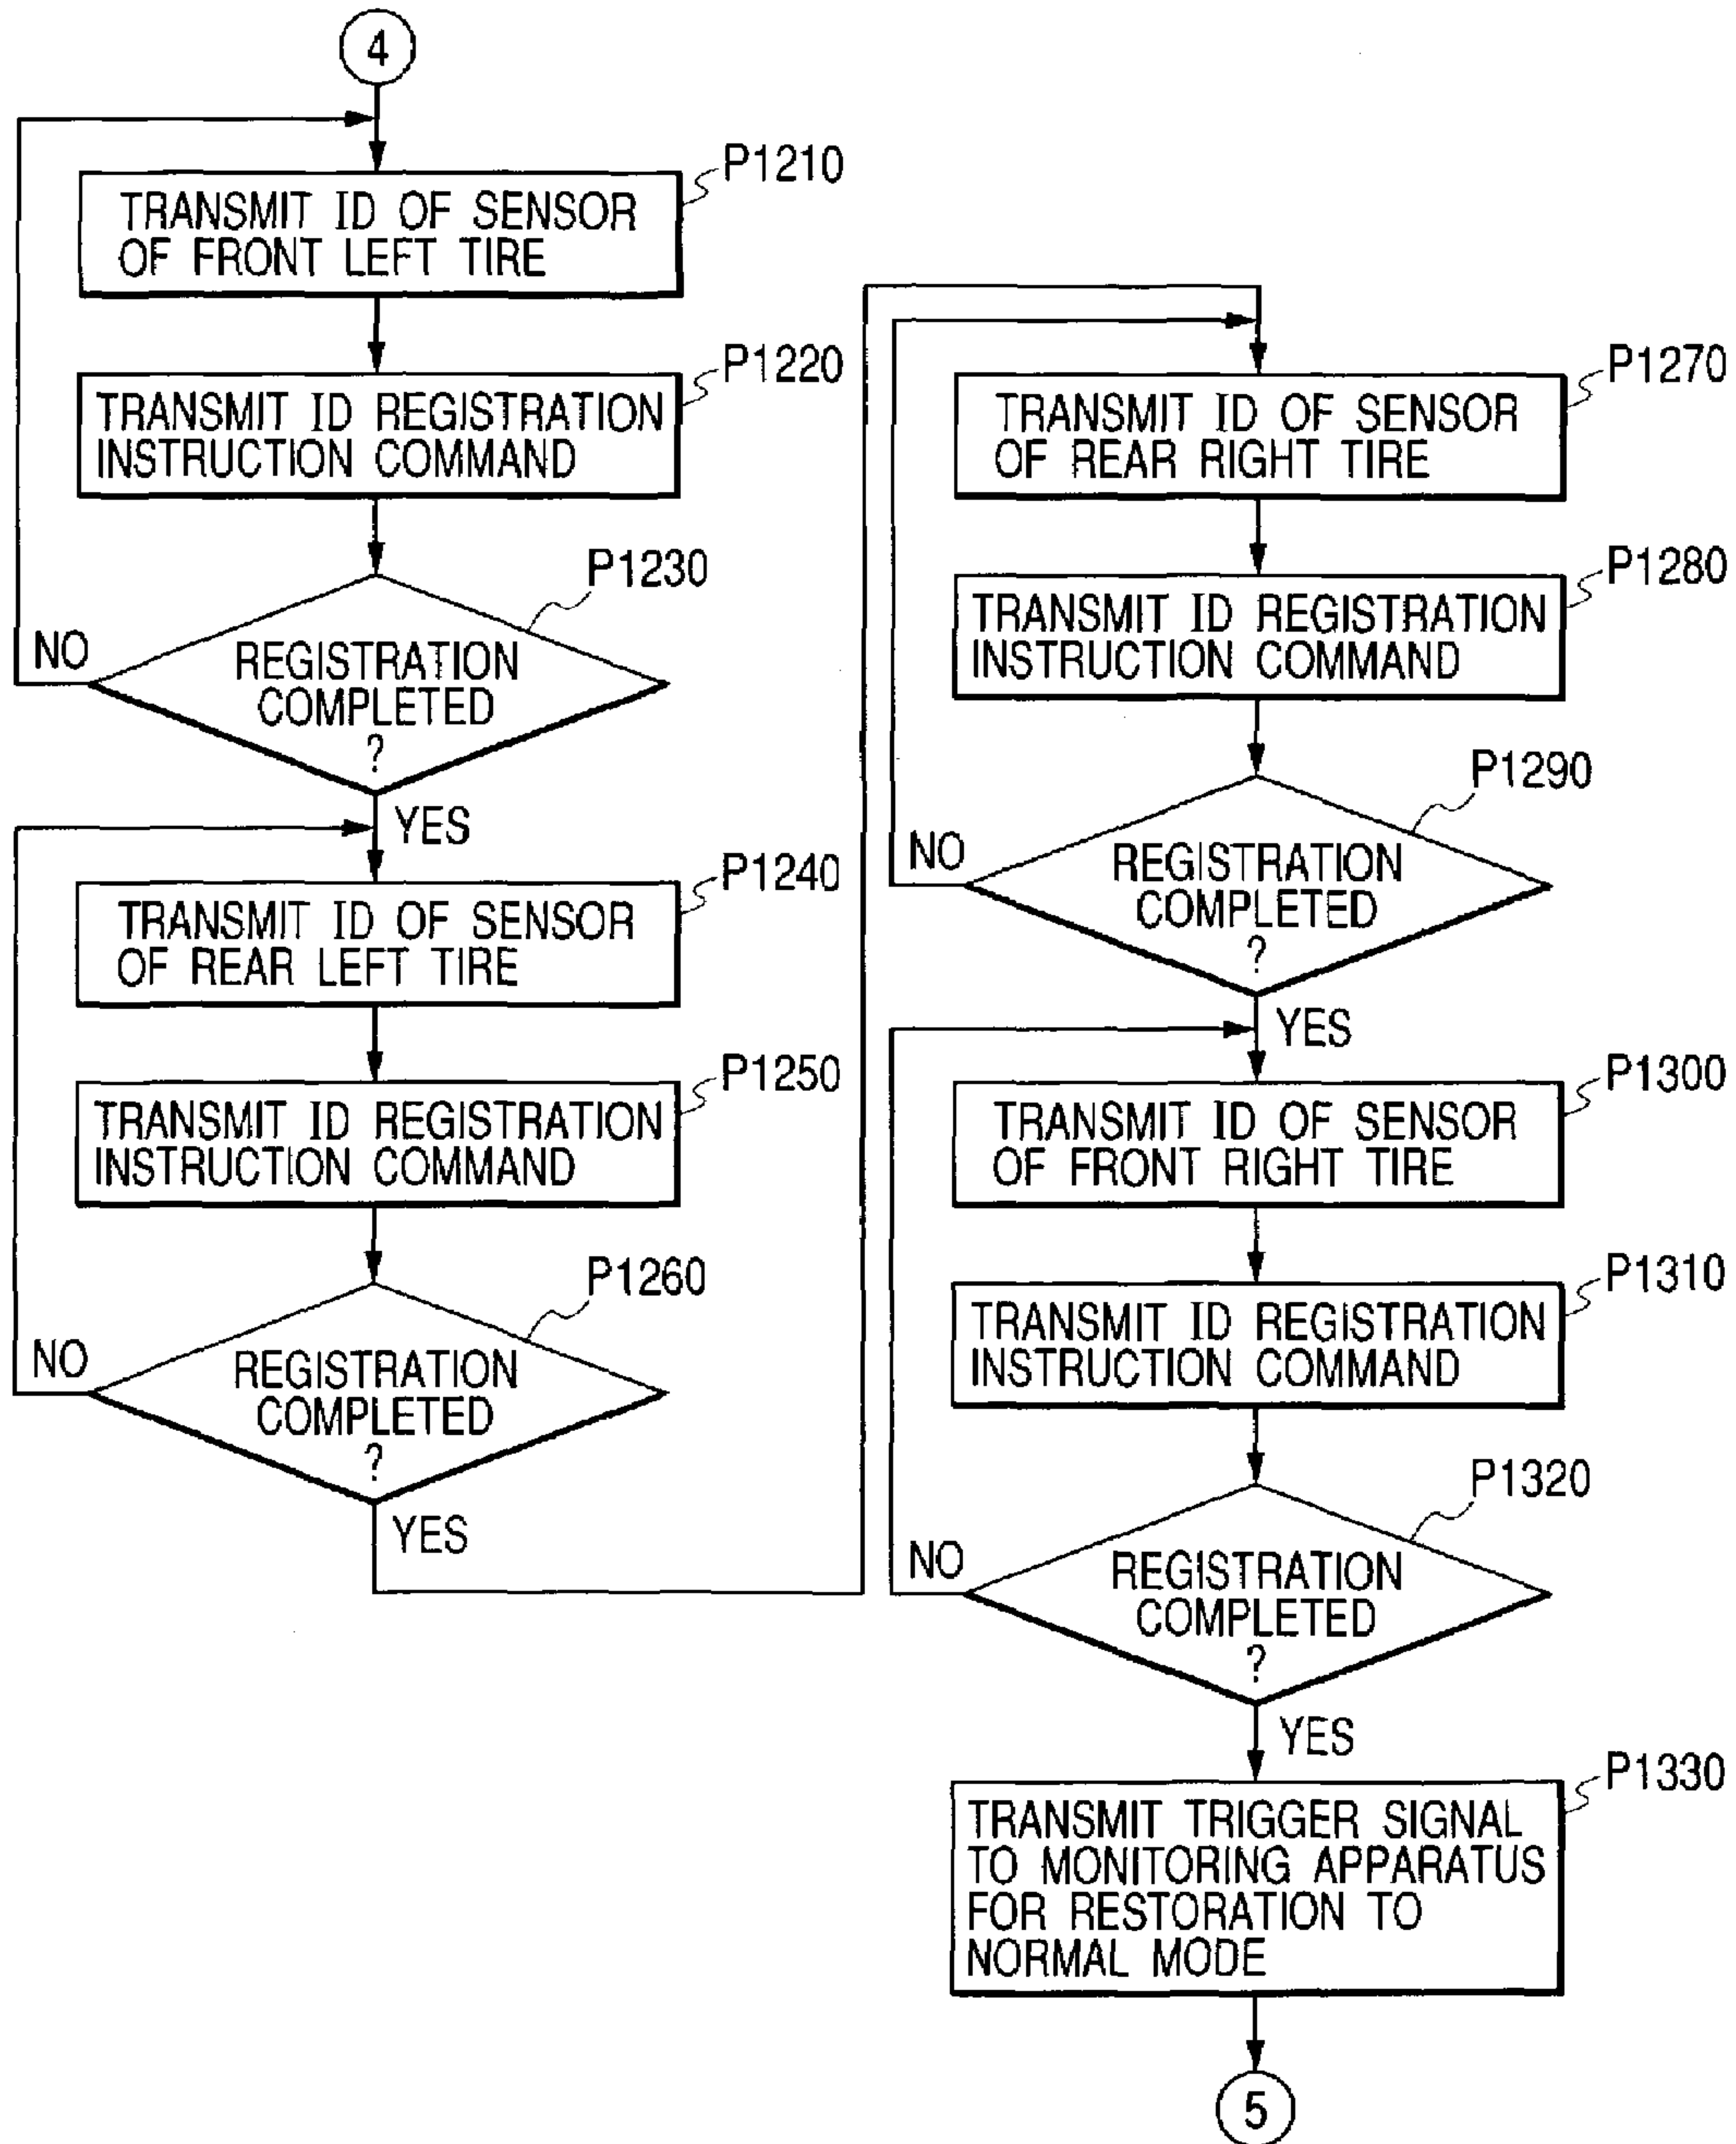 4
P1210
TRANSMIT ID OF SENSOR
OF FRONT LEFT TIRE
P1220
TRANSMIT ID REGISTRATION
INSTRUCTION COMMAND
P1230
NO
REGISTRATION
COMPLETED
?
YES
P1240
TRANSMIT ID OF SENSOR
OF REAR LEFT TIRE
P1250
TRANSMIT ID REGISTRATION
INSTRUCTION COMMAND
P1260
NO
REGISTRATION
COMPLETED
?
YES
P1270
TRANSMIT ID OF SENSOR
OF REAR RIGHT TIRE
P1280
TRANSMIT ID REGISTRATION
INSTRUCTION COMMAND
P1290
NO
REGISTRATION
COMPLETED
?
YES
P1300
TRANSMIT ID OF SENSOR
OF FRONT RIGHT TIRE
P1310
TRANSMIT ID REGISTRATION
INSTRUCTION COMMAND
P1320
NO
REGISTRATION
COMPLETED
?
YES
P1330
TRANSMIT TRIGGER SIGNAL
TO MONITORING APPARATUS
FOR RESTORATION TO
NORMAL MODE
5